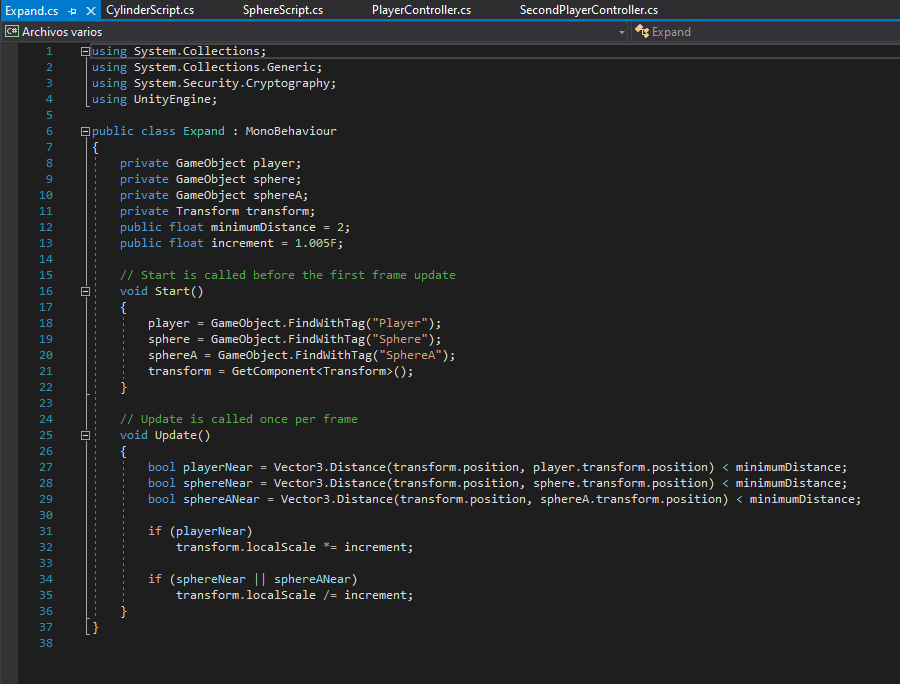 Expand.cs CylinderScript.cs SphereScript.cs PlayerController.cs SecondPlayerController.cs
C# Archivos varios Expand
1 using System.Collections;
2 using System.Collections.Generic;
3 using System.Security.Cryptography;
4 using UnityEngine;
5
6 public class Expand : MonoBehaviour
7 {
8 private GameObject player;
9 private GameObject sphere;
10 private GameObject sphereA;
11 private Transform transform;
12 public float minimumDistance = 2;
13 public float increment = 1.005F;
14
15 // Start is called before the first frame update
16 void Start()
17 {
18 player = GameObject.FindWithTag("Player");
19 sphere = GameObject.FindWithTag("Sphere");
20 sphereA = GameObject.FindWithTag("SphereA");
21 transform = GetComponent<Transform>();
22 }
23
24 // Update is called once per frame
25 void Update()
26 {
27 bool playerNear = Vector3.Distance(transform.position, player.transform.position) < minimumDistance;
28 bool sphereNear = Vector3.Distance(transform.position, sphere.transform.position) < minimumDistance;
29 bool sphereANear = Vector3.Distance(transform.position, sphereA.transform.position) < minimumDistance;
30
31 if (playerNear)
32 transform.localScale *= increment;
33
34 if (sphereNear || sphereANear)
35 transform.localScale /= increment;
36 }
37 }
38